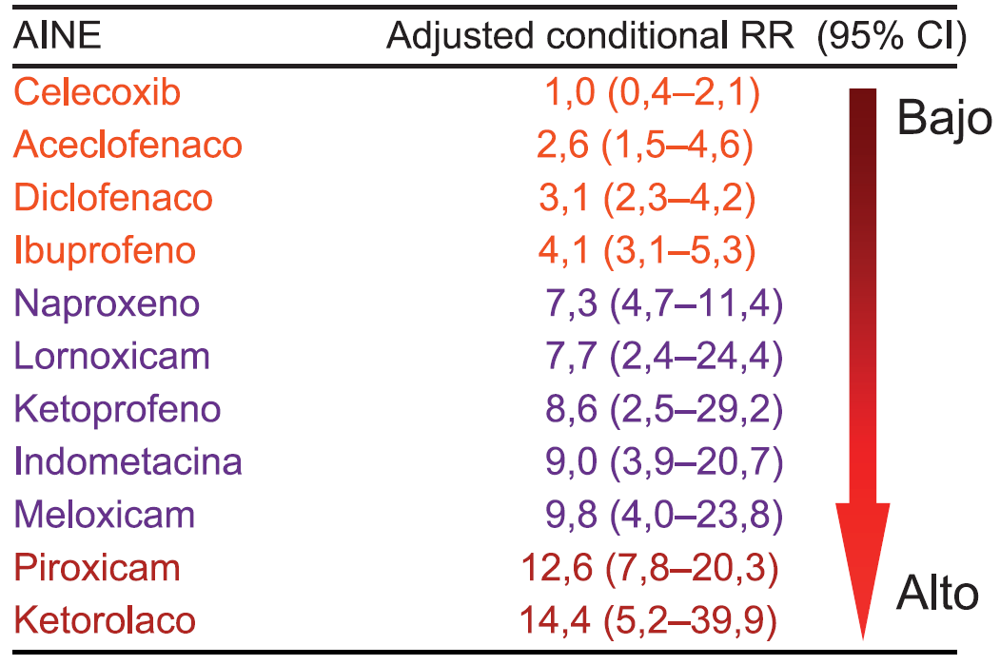 AINE Adjusted conditional RR (95% CI)
Celecoxib 1,0 (0,4–2,1)
Bajo
Aceclofenaco 2,6 (1,5–4,6)
Diclofenaco 3,1 (2,3–4,2)
Ibuprofeno 4,1 (3,1–5,3)
Naproxeno 7,3 (4,7–11,4)
Lornoxicam 7,7 (2,4–24,4)
Ketoprofeno 8,6 (2,5–29,2)
Indometacina 9,0 (3,9–20,7)
Meloxicam 9,8 (4,0–23,8)
Piroxicam 12,6 (7,8–20,3)
Alto
Ketorolaco 14,4 (5,2–39,9)